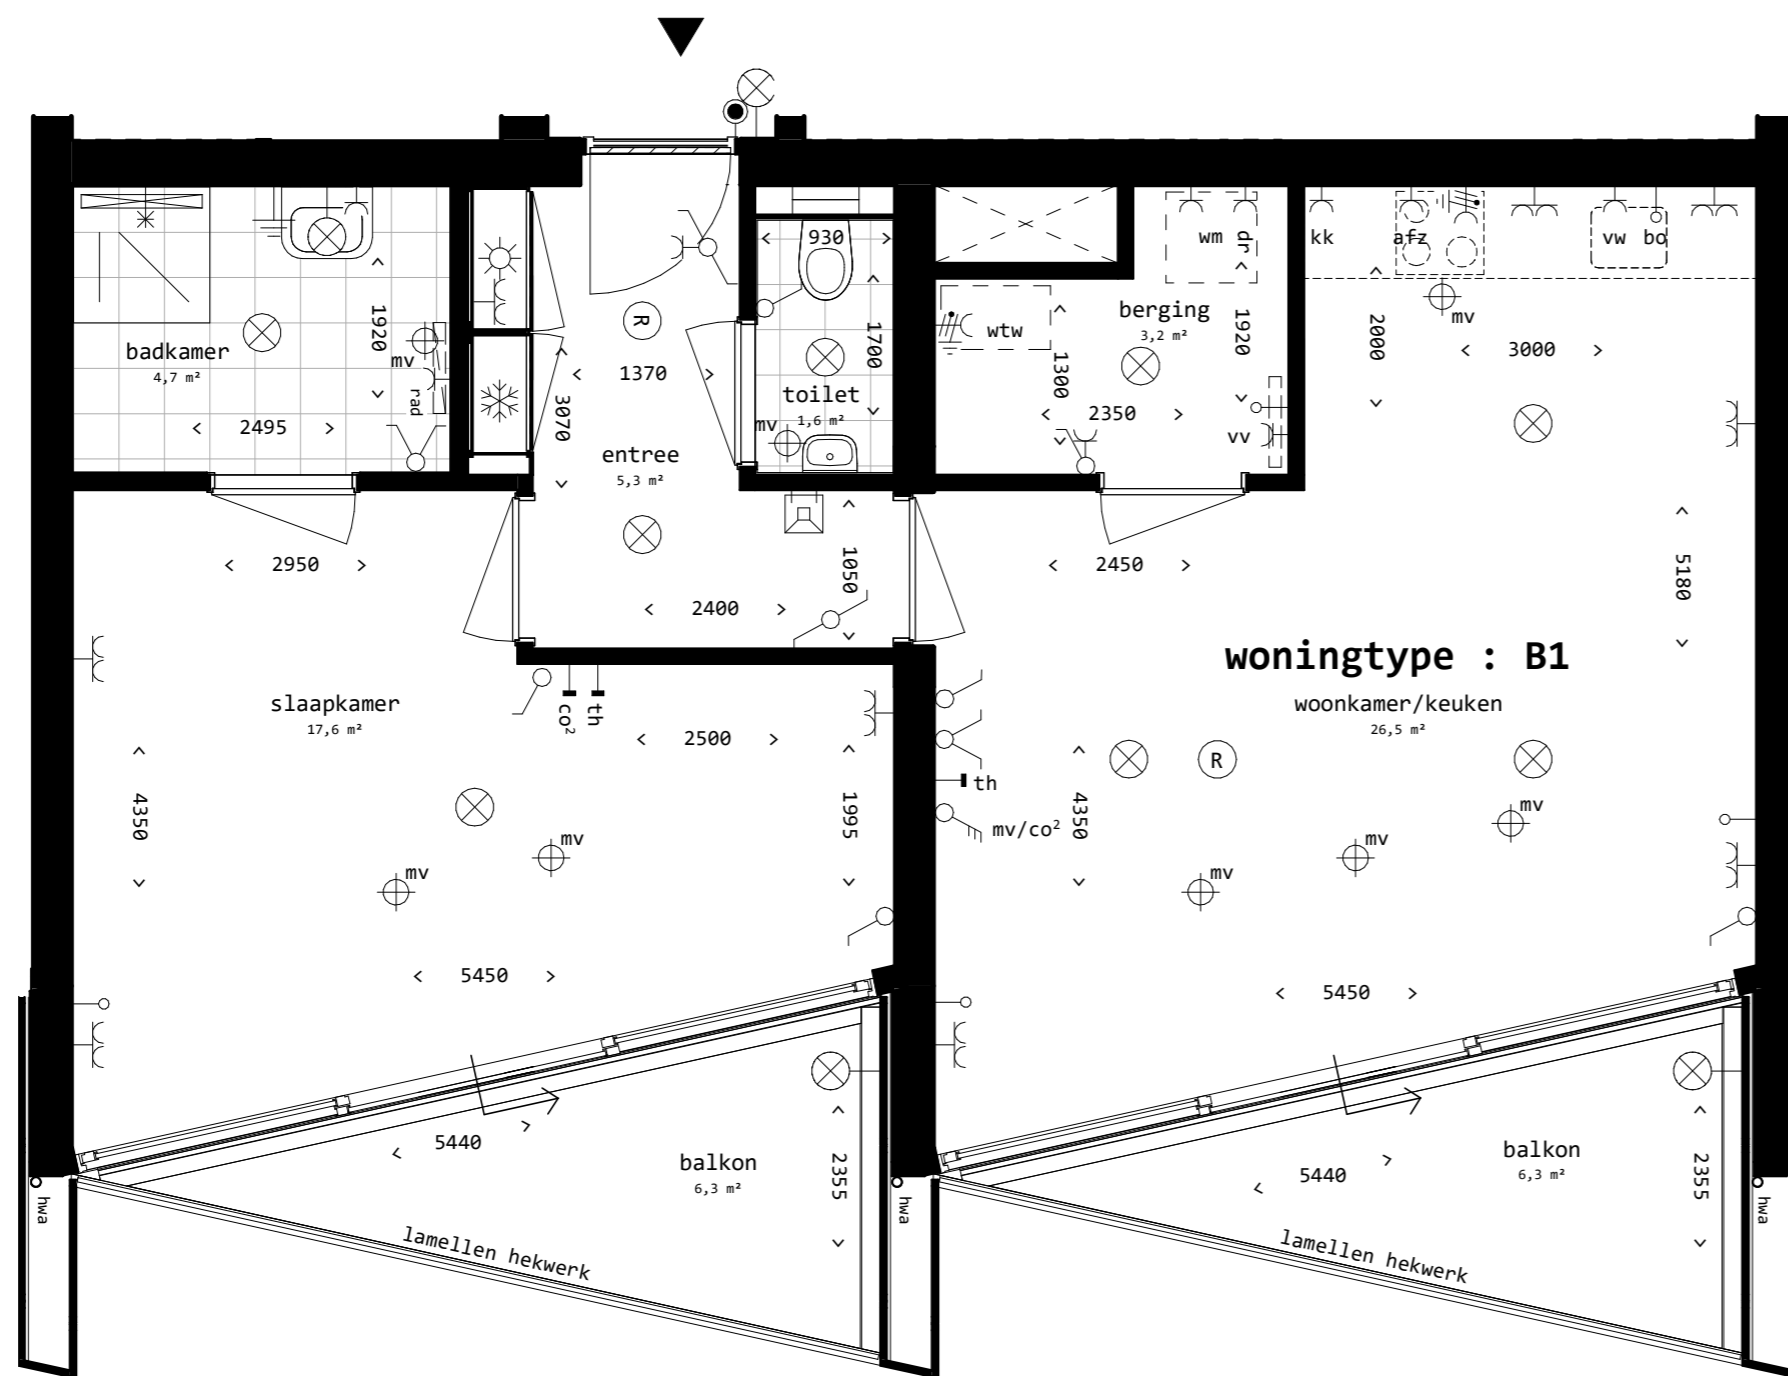 930
wm
dr
kk
afz
vw
bo
R
1920
badkamer
4,7 m²
mv
rad
2495
1370
3070
entree
5,3 m²
1700
toilet
1,6 m²
mv
wtw
1300
berging
3,2 m²
1920
2350
vv
2000
mv
3000
2950
1050
2400
2450
5180
woningtype : B1
slaapkamer
17,6 m²
co²
th
2500
woonkamer/keuken
26,5 m²
R
th
4350
1995
4350
mv/co²
mv
mv
mv
mv
mv
5450
5450
5440
balkon
6,3 m²
2355
5440
balkon
6,3 m²
2355
hwa
hwa
hwa
lamellen hekwerk
lamellen hekwerk